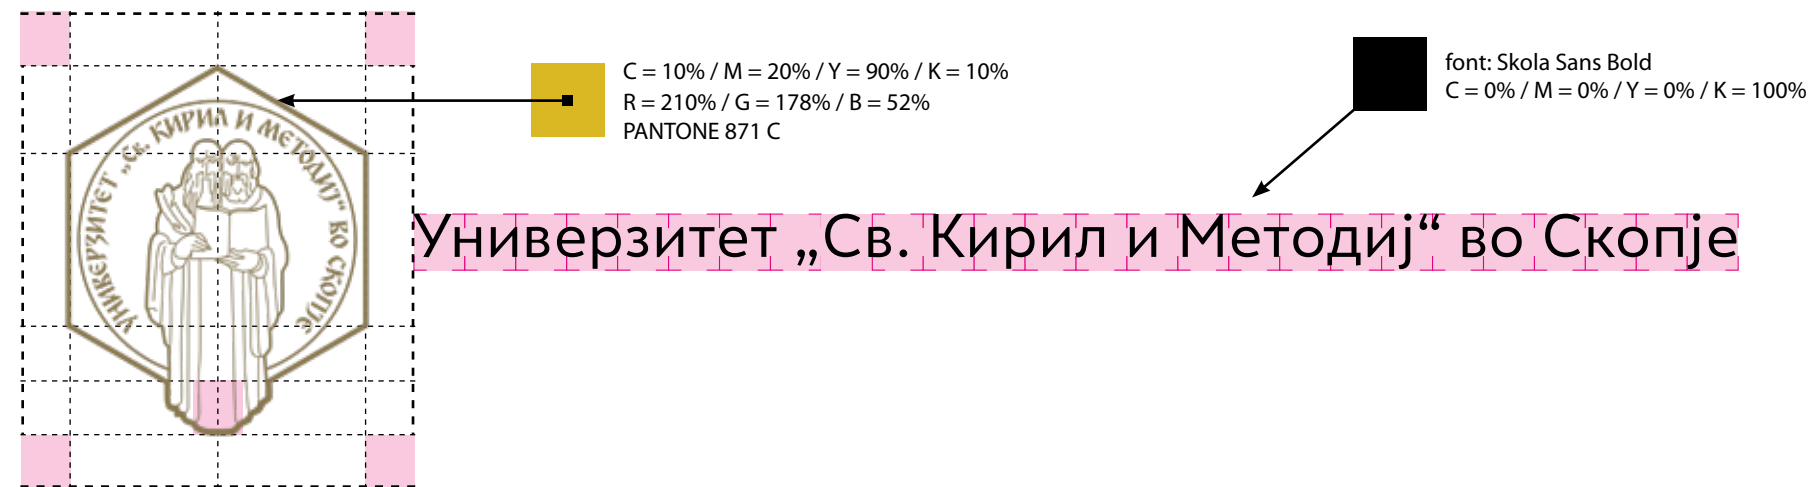 УНИВЕРЗИТЕТ „Св. КИРИЛ И МЕТОДИЈ“ ВО СКОПЈЕ
C = 10% / M = 20% / Y = 90% / K = 10%
R = 210% / G = 178% / B = 52%
PANTONE 871 C
font: Skola Sans Bold
C = 0% / M = 0% / Y = 0% / K = 100%
Универзитет „Св. Кирил и Методиј“ во Скопје